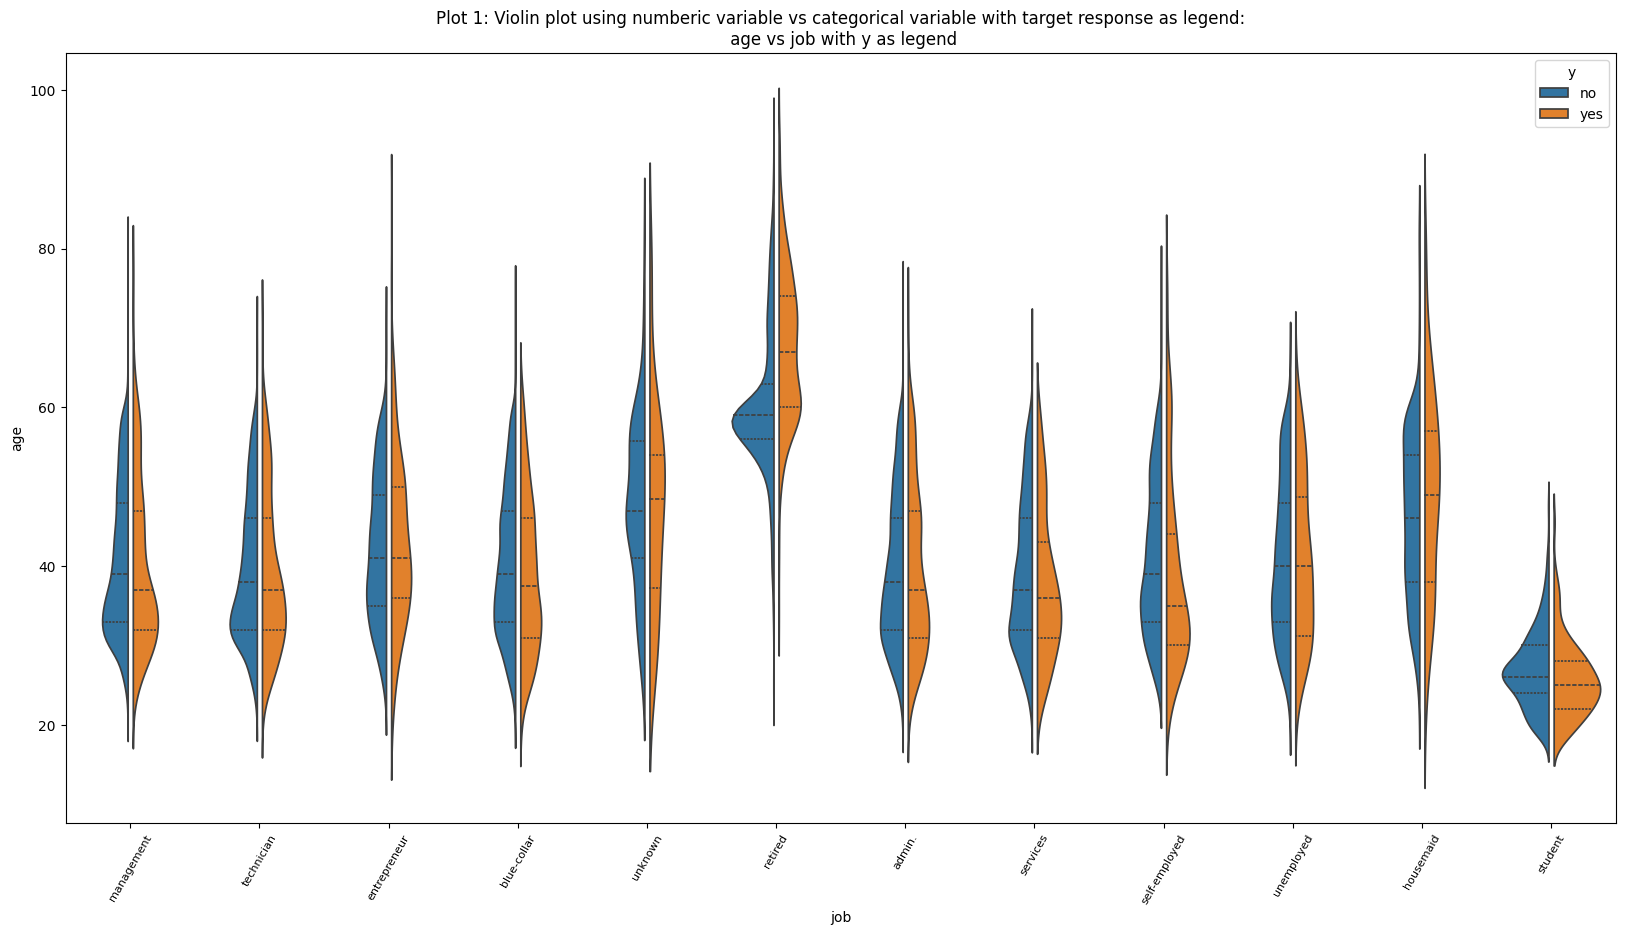 Plot 1: Violin plot using numberic variable vs categorical variable with target response as legend:
age vs job with y as legend
y
no
yes
100
80
60
40
20
age
management
technician
entrepreneur
blue-collar
unknown
retired
admin.
services
self-employed
unemployed
housemaid
student
job